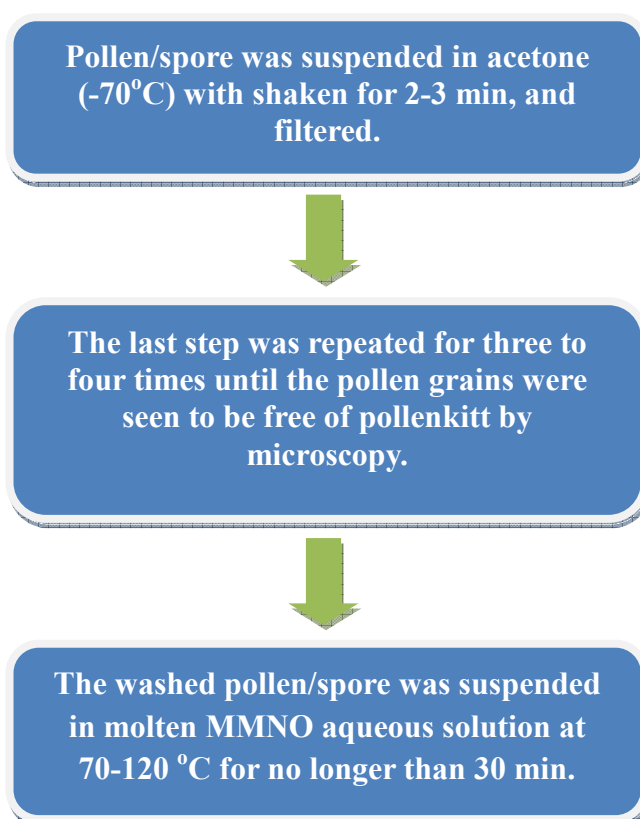 Pollen/spore was suspended in acetone
(-70°C) with shaken for 2-3 min, and
filtered.
The last step was repeated for three to
four times until the pollen grains were
seen to be free of pollenkitt by
microscopy.
The washed pollen/spore was suspended
in molten MMNO aqueous solution at
70-120 °C for no longer than 30 min.